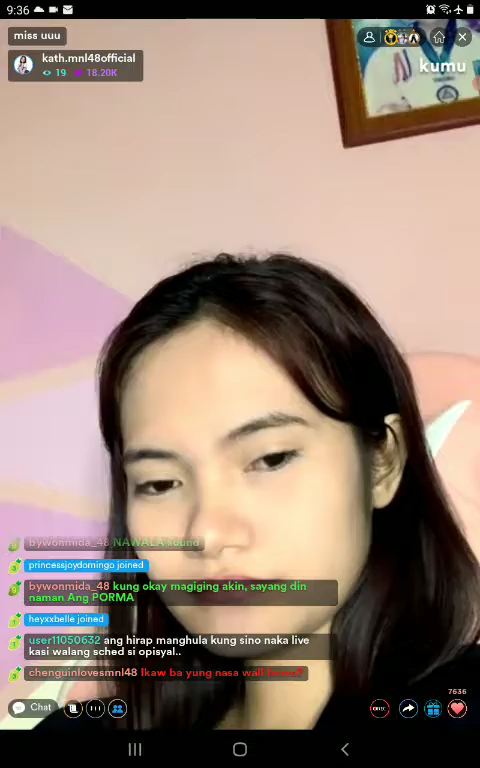 9:36
miss uuu
kath.mnl48official
19 18.20K
kumu
bywonmida_48 NAWALA sound
princessjoydomingo joined
bywonmida_48 kung okay magiging akin, sayang din
naman Ang PORMA
heyxxbelle joined
user11050632 ang hirap manghula kung sino naka live
kasi walang sched si opisyal..
chenguinlovesmnl48 Ikaw ba yung nasa wall
7636
Chat